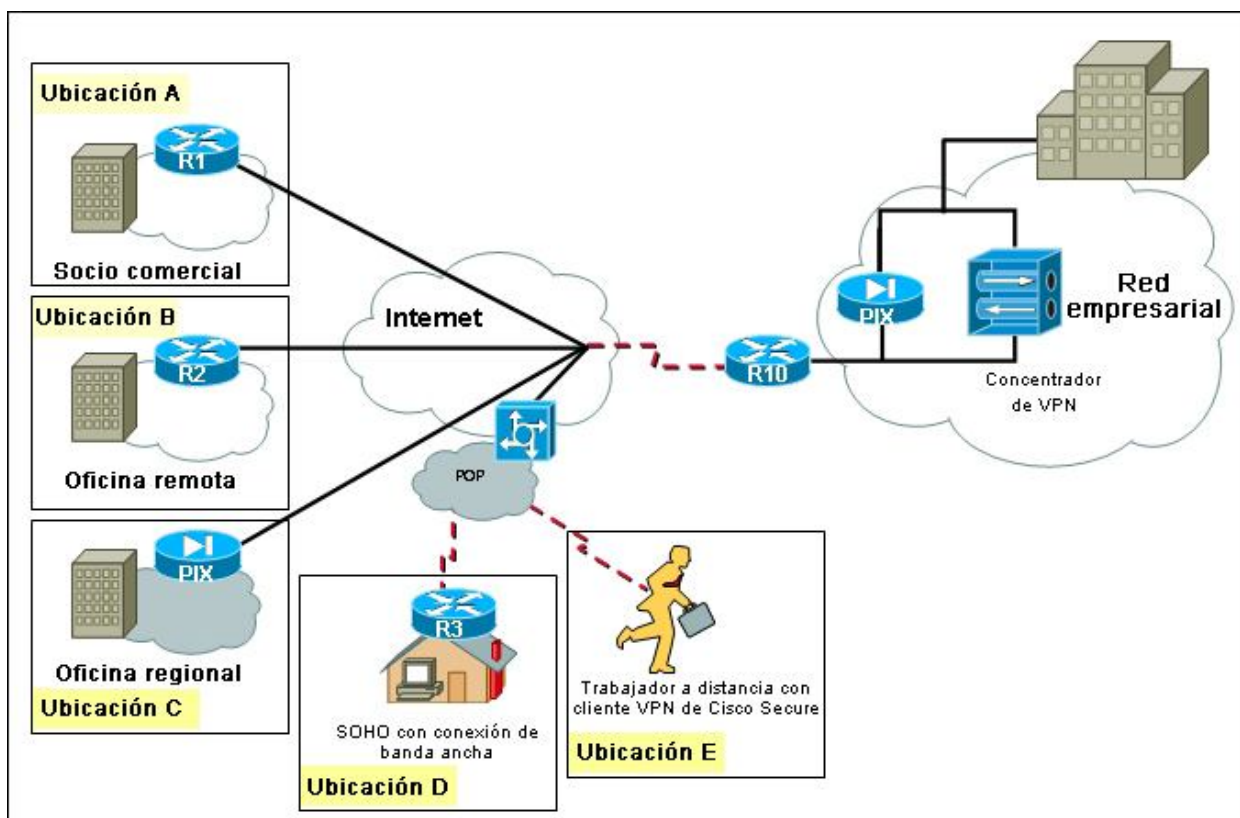 Ubicación A
R1
Socio comercial
Ubicación B
R2
Oficina remota
PIX
Oficina regional
Ubicación C
Internet
POP
R3
SOHO con conexión de
banda ancha
Ubicación D
Trabajador a distancia con
cliente VPN de Cisco Secure
Ubicación E
R10
PIX
Concentrador
de VPN
Red
empresarial